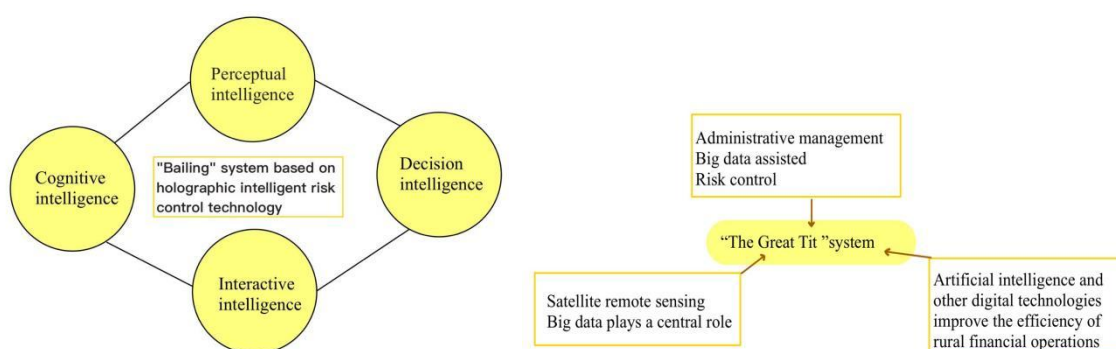 Perceptual
intelligence
Cognitive
intelligence
"Bailing" system based on
holographic intelligent risk
control technology
Decision
intelligence
Interactive
intelligence
Administrative management
Big data assisted
Risk control
“The Great Tit ”system
Satellite remote sensing
Big data plays a central role
Artificial intelligence and
other digital technologies
improve the efficiency of
rural financial operations